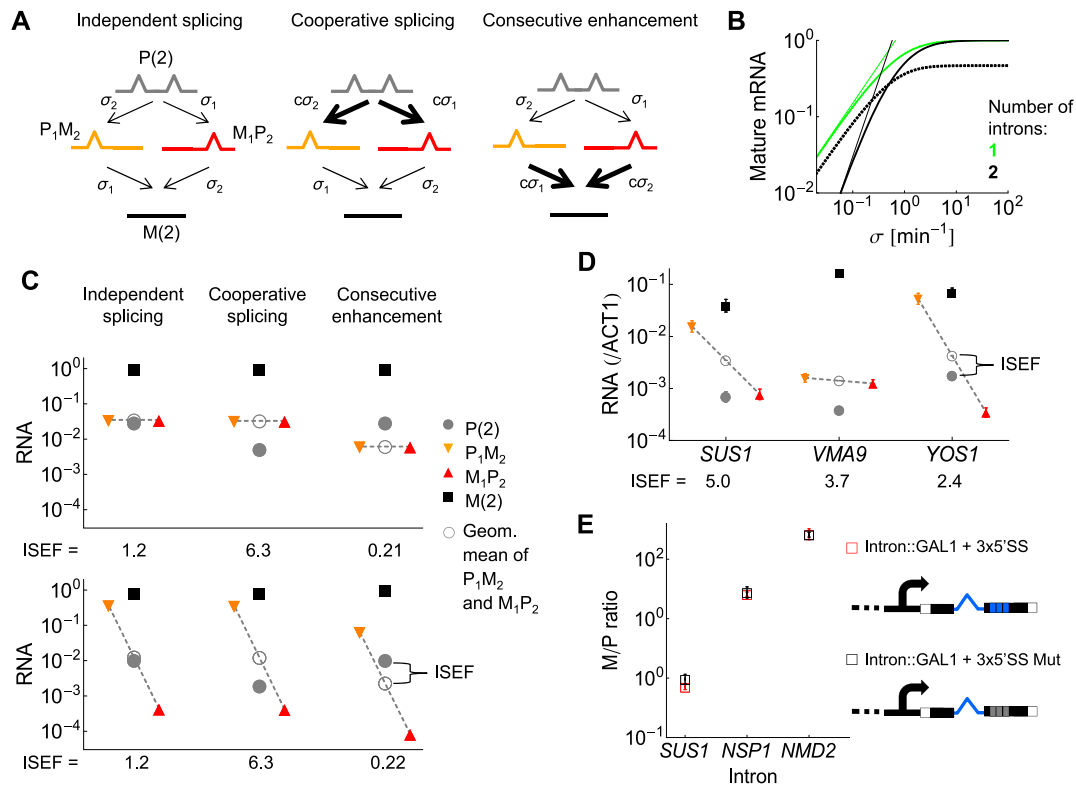 A
Independent splicing
Cooperative splicing
Consecutive enhancement
P(2)
σ2 σ1
cσ2 cσ1
σ2 σ1
P1M2 M1P2
σ1 σ2
σ1 σ2
cσ1 cσ2
M(2)
B
Mature mRNA
10^0
10^-1
10^-2
10^-1 10^0 10^1 10^2
σ [min^-1]
Number of
introns:
1
2
C
Independent
splicing
Cooperative
splicing
Consecutive
enhancement
RNA
10^0
10^-1
10^-2
10^-3
10^-4
ISEF = 1.2 6.3 0.21
P(2)
P1M2
M1P2
M(2)
Geom.
mean of
P1M2
and M1P2
RNA
10^0
10^-1
10^-2
10^-3
10^-4
ISEF
ISEF = 1.2 6.3 0.22
D
RNA (/ACT1)
10^-1
10^-2
10^-3
10^-4
ISEF
SUS1 VMA9 YOS1
ISEF = 5.0 3.7 2.4
E
M/P ratio
10^2
10^1
10^0
10^-1
SUS1 NSP1 NMD2
Intron
Intron::GAL1 + 3x5'SS
Intron::GAL1 + 3x5'SS Mut